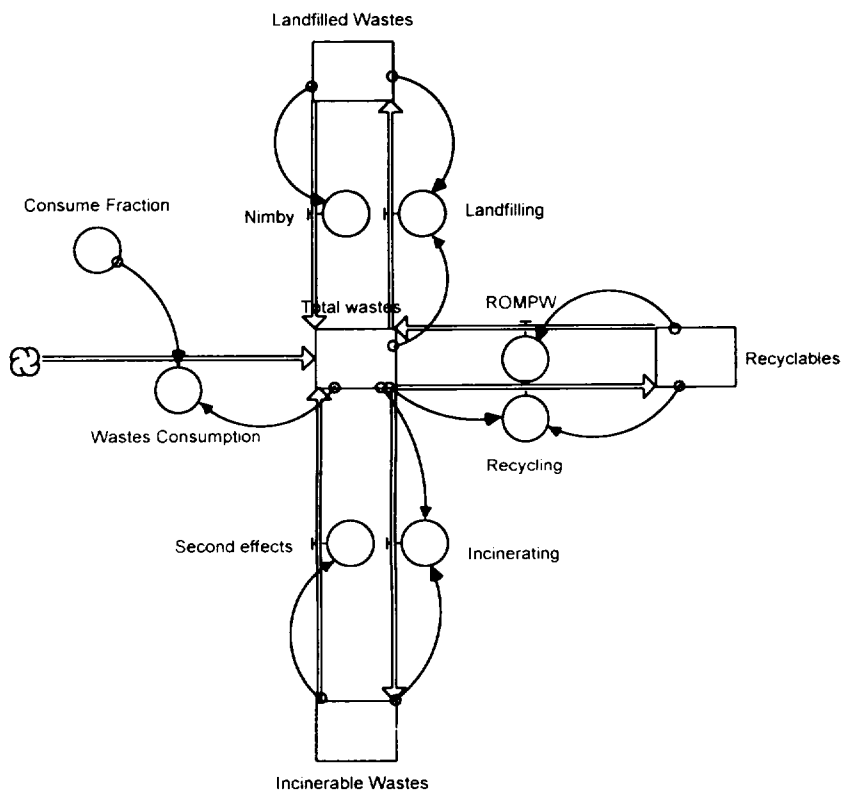 Landfilled Wastes
Consume Fraction
Nimby
Landfilling
Total wastes
ROMPW
Recyclables
Wastes Consumption
Recycling
Second effects
Incinerating
Incinerable Wastes